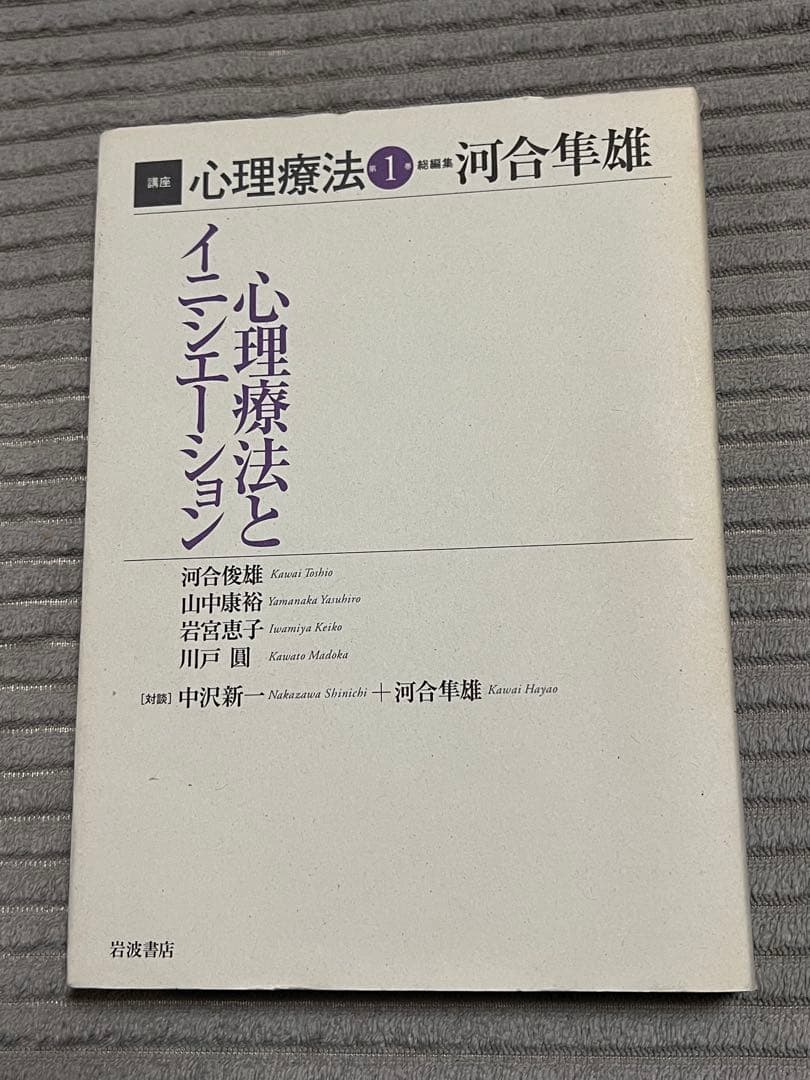 講座 心理療法 第1巻 総編集 河合隼雄
心理療法と
イニシエーション
河合俊雄 Kawai Toshio
山中康裕 Yamanaka Yasuhiro
岩宮恵子 Iwamiya Keiko
川戸 圓 Kawato Madoka
[対談] 中沢新一 Nakazawa Shinichi + 河合隼雄 Kawai Hayao
岩波書店